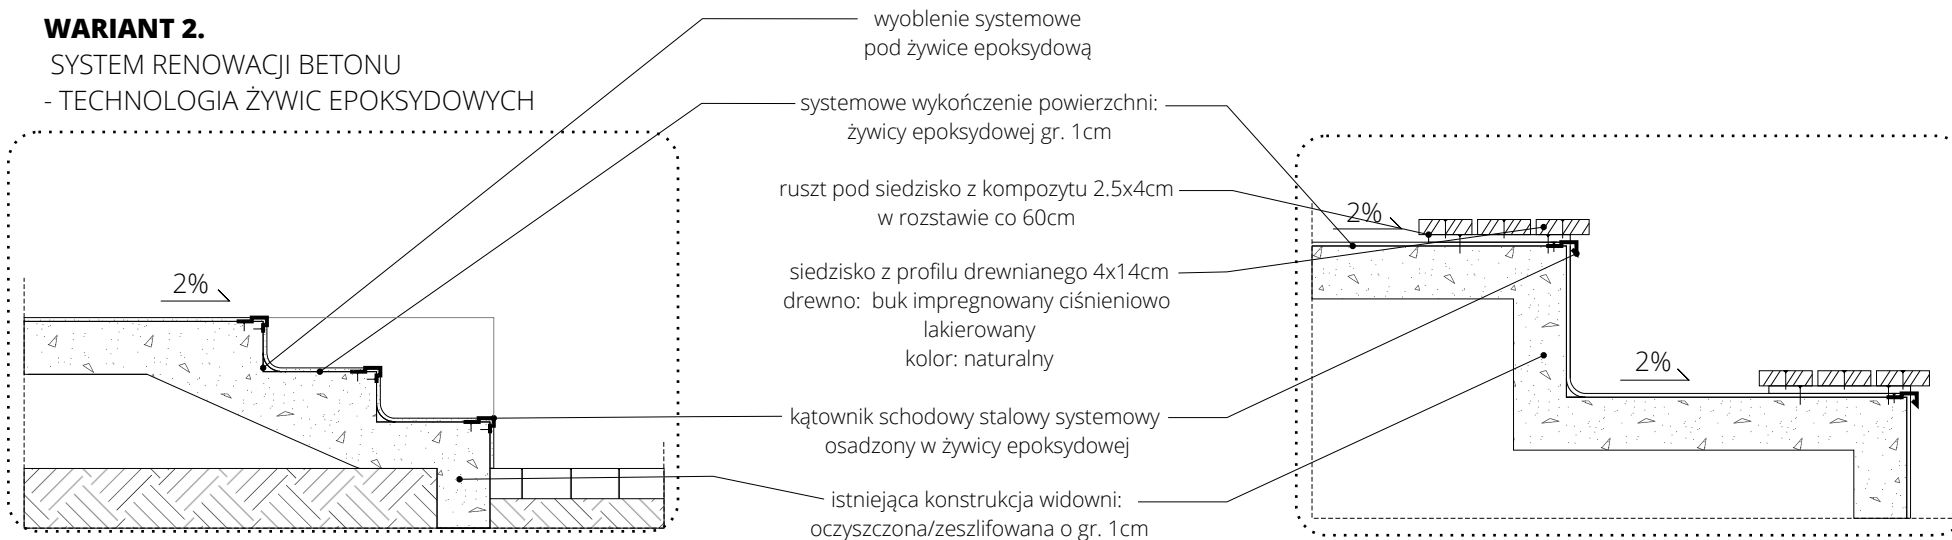 WARIANT 2.
SYSTEM RENOWACJI BETONU
- TECHNOLOGIA ŻYWIC EPOKSYDOWYCH
wyoblenie systemowe
pod żywice epoksydową
systemowe wykończenie powierzchni:
żywicy epoksydowej gr. 1cm
ruszt pod siedzisko z kompozytu 2.5x4cm
w rozstawie co 60cm
siedzisko z profilu drewnianego 4x14cm
drewno: buk impregnowany ciśnieniowo
lakierowany
kolor: naturalny
kątownik schodowy stalowy systemowy
osadzony w żywicy epoksydowej
istniejąca konstrukcja widowni:
oczyszczona/zeszlifowana o gr. 1cm
2%
2%
2%